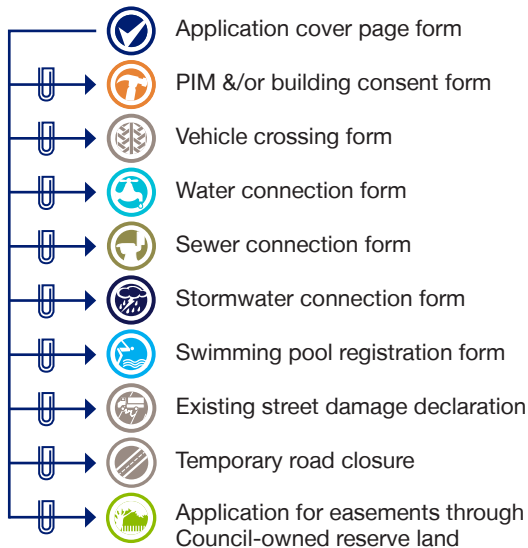 Application cover page form
PIM &/or building consent form
Vehicle crossing form
Water connection form
Sewer connection form
Stormwater connection form
Swimming pool registration form
Existing street damage declaration
Temporary road closure
Application for easements through
Council-owned reserve land